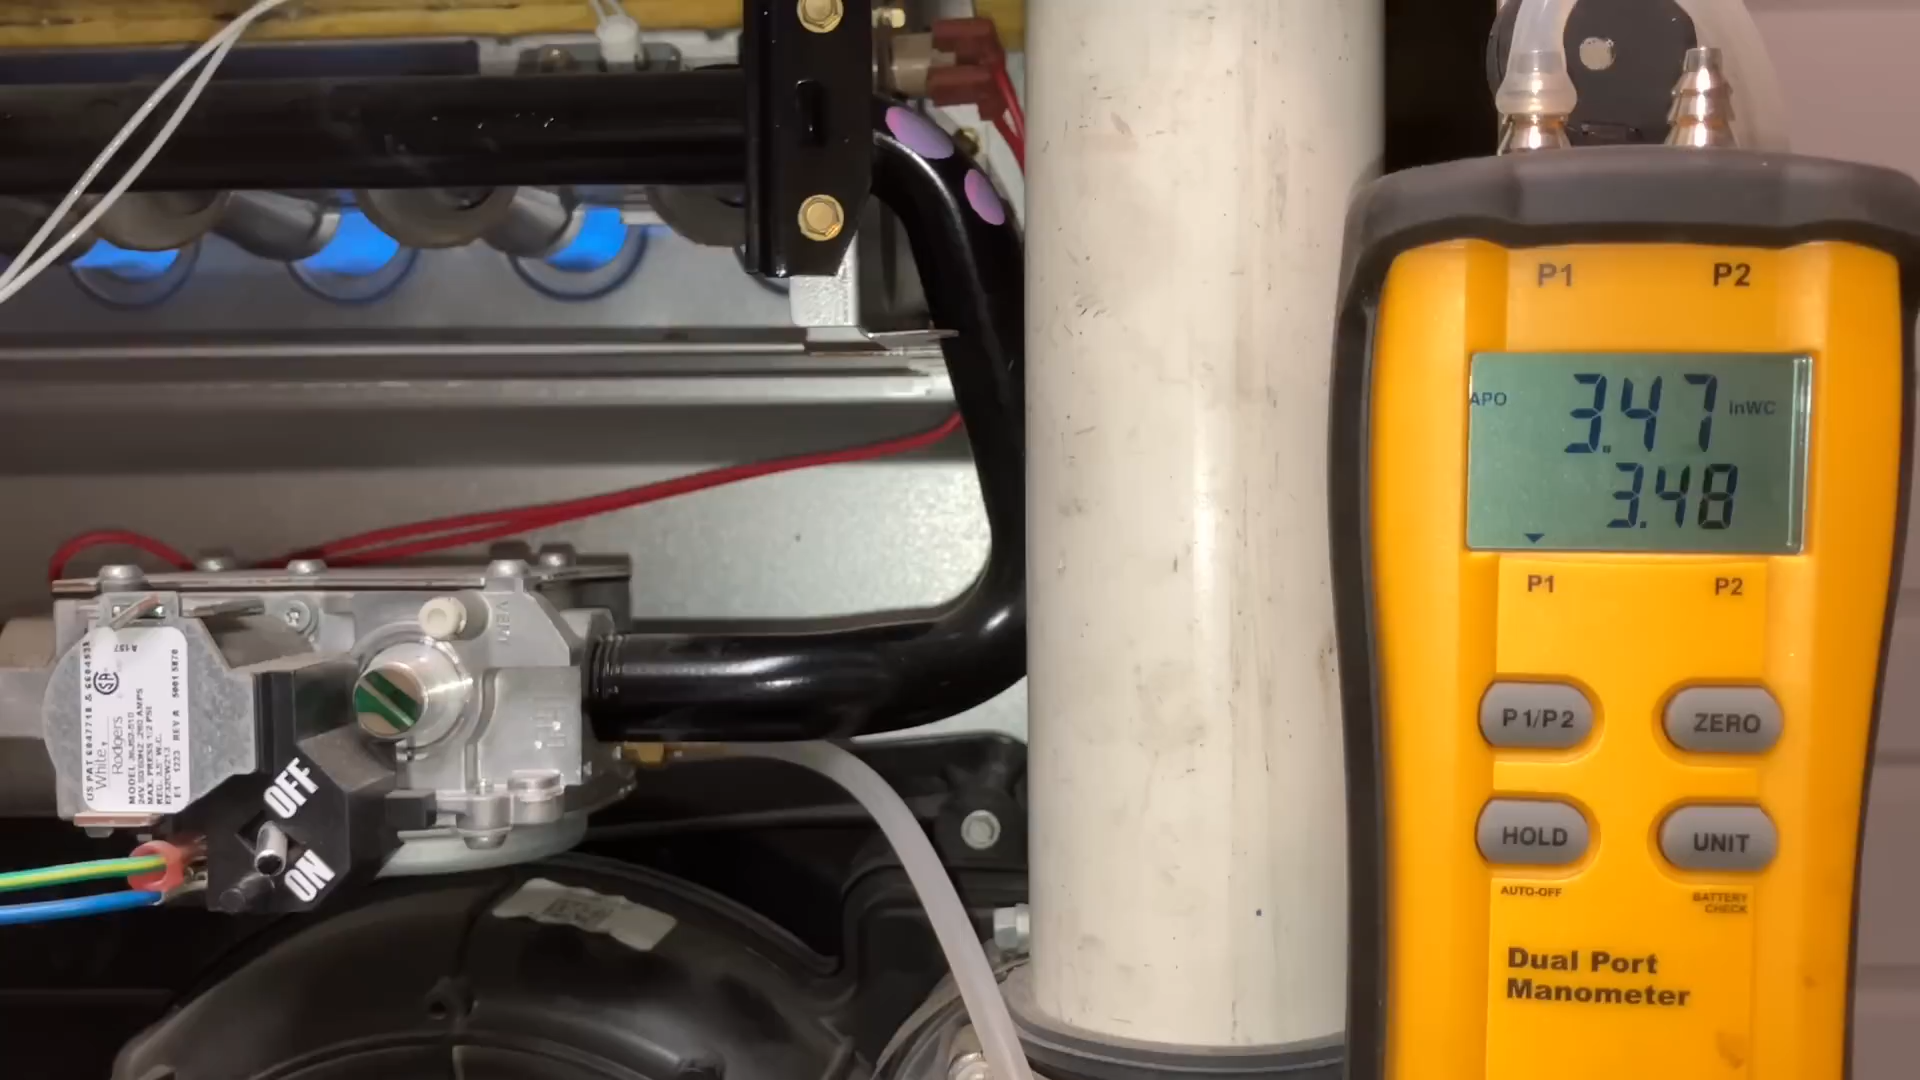 P1 P2
APO 3.47 inWC
3.48
P1 P2
P1/P2 ZERO
HOLD UNIT
AUTO-OFF BATTERY
CHECK
Dual Port
Manometer
OFF
ON
White
Rodgers